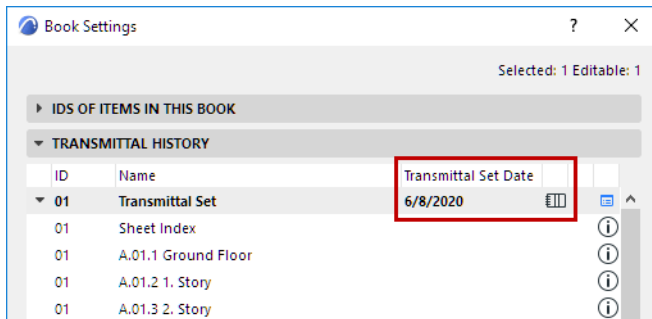 Book Settings ? ×
Selected: 1 Editable: 1
IDS OF ITEMS IN THIS BOOK
TRANSMITTAL HISTORY
ID Name Transmittal Set Date
01 Transmittal Set 6/8/2020
01 Sheet Index
01 A.01.1 Ground Floor
01 A.01.2 1. Story
01 A.01.3 2. Story